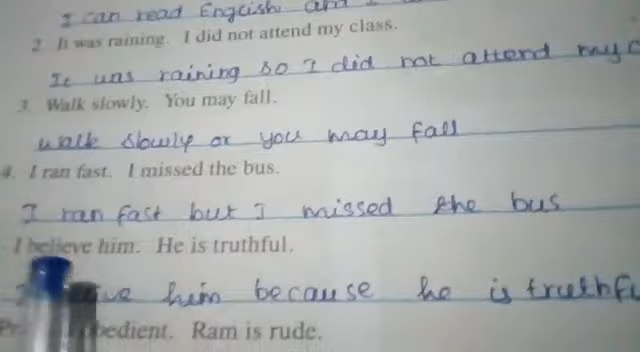 I can read English and
2. It was raining. I did not attend my class.
It was raining so I did not attend my
3. Walk slowly. You may fall.
walk slowly or you may fall
4. I ran fast. I missed the bus.
I ran fast but I missed the bus
I believe him. He is truthful.
him because he is truthfu
obedient. Ram is rude.